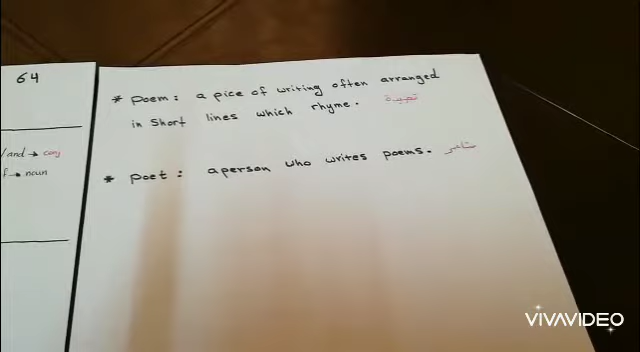 64
/and → conj
f → noun
* Poem : a pice of writing often arranged
in short lines which rhyme. قصيدة
* Poet : aperson who writes poems. شاعر
VIVAVIDEO